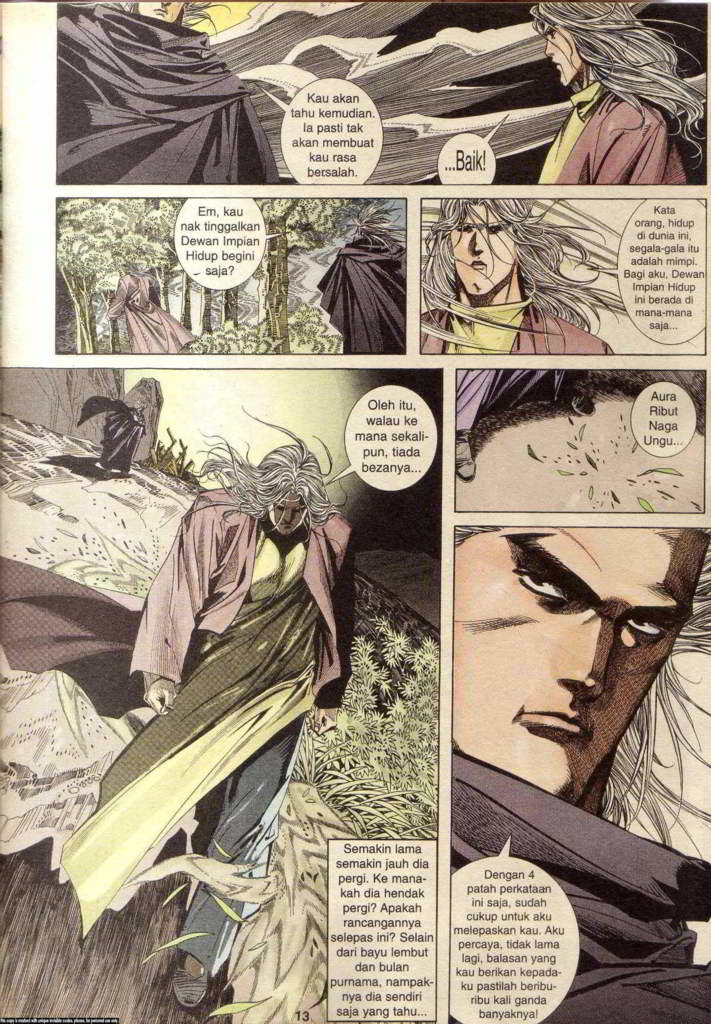 Kau akan
tahu kemudian.
Ia pasti tak
akan membuat
kau rasa
bersalah.
...Baik!
Em, kau
nak tinggalkan
Dewan Impian
Hidup begini
saja?
Kata
orang, hidup
di dunia ini,
segala-gala itu
adalah mimpi.
Bagi aku, Dewan
Impian Hidup
berada di
mana-mana
saja...
Oleh itu,
walau ke
mana sekali-
pun, tiada
bezanya...
Aura
Ribut
Naga
Ungu...
Semakin lama
semakin jauh dia
pergi. Ke mana-
kah dia hendak
pergi? Apakah
rancangannya
selepas ini? Selain
dari bayu lembut
dan bulan
purnama, nampak-
nya dia sendiri
saja yang tahu...
Dengan 4
patah perkataan
ini saja, sudah
cukup untuk aku
melepaskan kau. Aku
percaya, tidak lama
lagi, balasan yang
kau berikan kepada-
ku pastilah beribu-
ribu kali ganda
banyaknya!
13